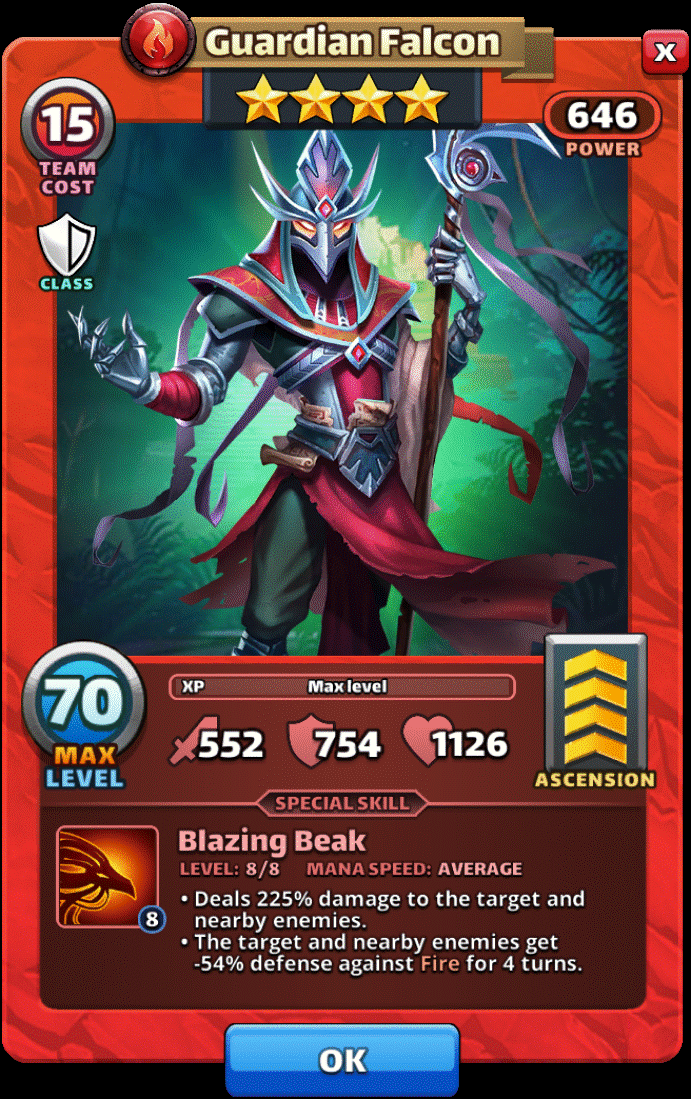 Guardian Falcon
X
15
TEAM
COST
646
POWER
CLASS
70
MAX
LEVEL
XP Max level
552 754 1126
ASCENSION
SPECIAL SKILL
Blazing Beak
LEVEL: 8/8 MANA SPEED: AVERAGE
8
• Deals 225% damage to the target and
nearby enemies.
• The target and nearby enemies get
-54% defense against Fire for 4 turns.
OK